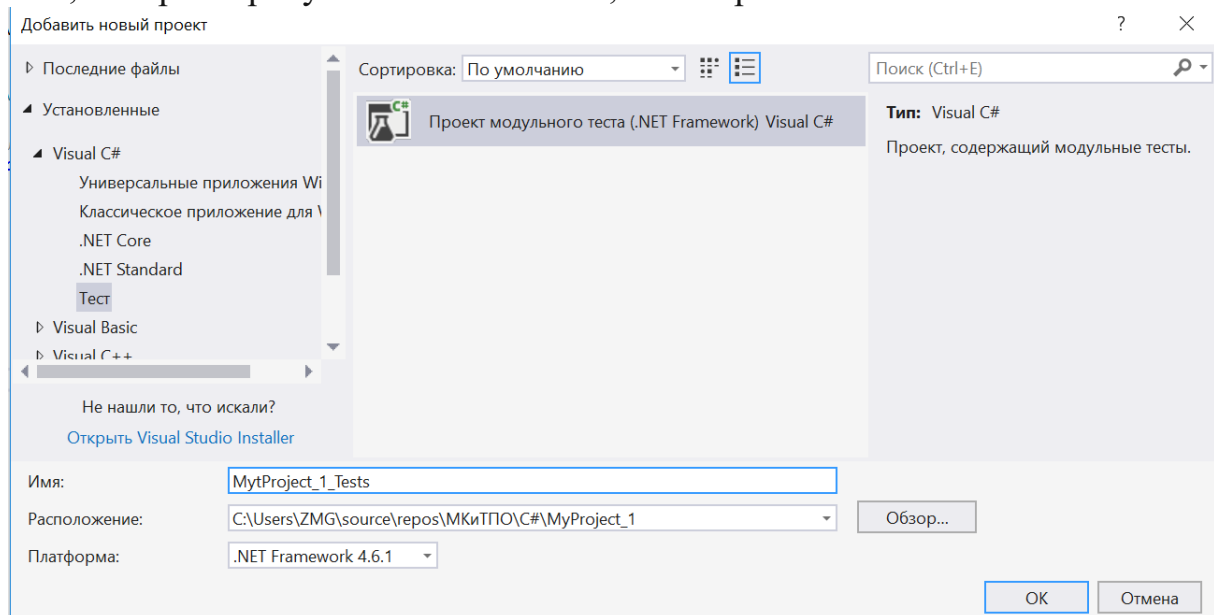 Добавить новый проект
?
Последние файлы
Установленные
Visual C#
Универсальные приложения Wi
Классическое приложение для
.NET Core
.NET Standard
Тест
Visual Basic
Visual C++
Не нашли то, что искали?
Открыть Visual Studio Installer
Сортировка: По умолчанию
C#
Проект модульного теста (.NET Framework) Visual C#
Поиск (Ctrl+E)
Тип: Visual C#
Проект, содержащий модульные тесты.
Имя: MytProject_1_Tests
Расположение: C:\Users\ZMG\source\repos\МКиТПО\C#\MyProject_1
Обзор...
Платформа: .NET Framework 4.6.1
ОК Отмена